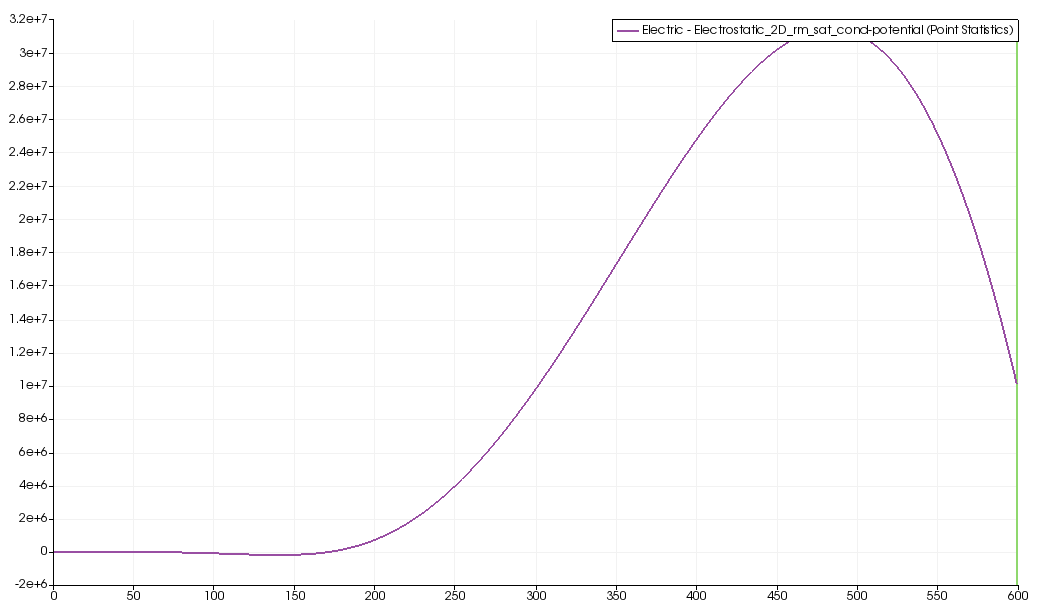 3.2e+7
Electric - Electrostatic_2D_rm_sat_cond-potential (Point Statistics)
3e+7
2.8e+7
2.6e+7
2.4e+7
2.2e+7
2e+7
1.8e+7
1.6e+7
1.4e+7
1.2e+7
1e+7
8e+6
6e+6
4e+6
2e+6
0
-2e+6
0 50 100 150 200 250 300 350 400 450 500 550 600